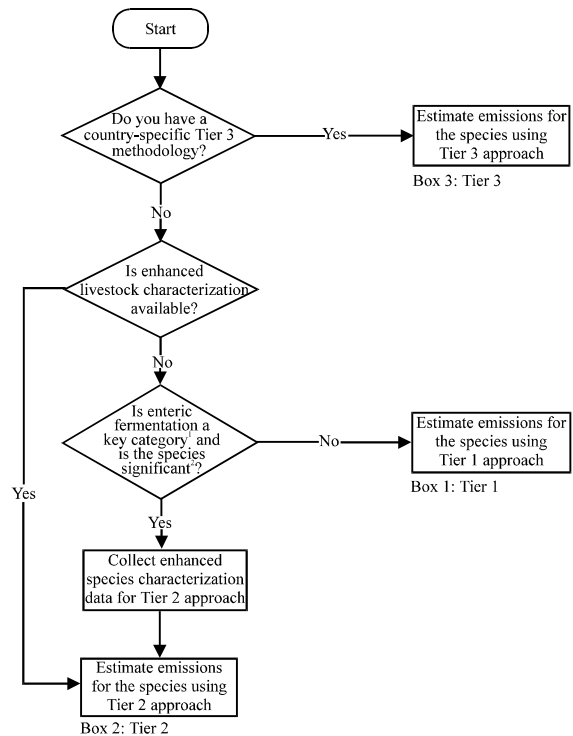 Start
Do you have a
country-specific Tier 3
methodology?
Yes
Estimate emissions for
the species using
Tier 3 approach
Box 3: Tier 3
No
Is enhanced
livestock characterization
available?
No
Is enteric
fermentation a
key category¹ and
is the species
significant²?
No
Estimate emissions for
the species using
Tier 1 approach
Box 1: Tier 1
Yes
Yes
Collect enhanced
species characterization
data for Tier 2 approach
Estimate emissions
for the species using
Tier 2 approach
Box 2: Tier 2